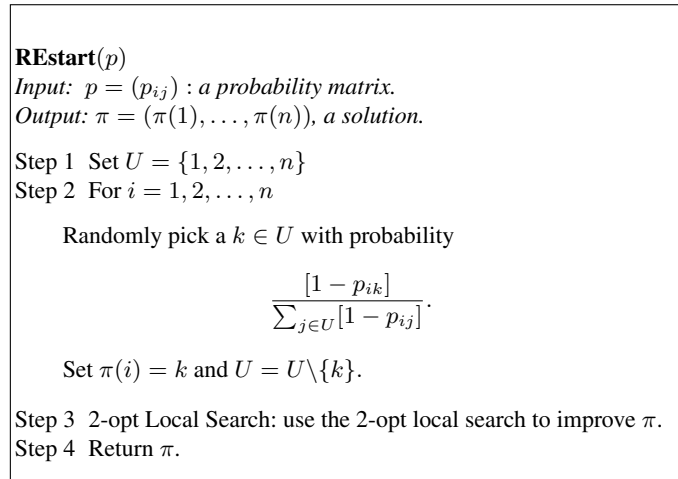 REstart(p)
Input: p = (p_{ij}) : a probability matrix.
Output: π = (π(1), . . . , π(n)), a solution.
Step 1 Set U = {1, 2, . . . , n}
Step 2 For i = 1, 2, . . . , n
Randomly pick a k ∈ U with probability
\frac{[1 − p_{ik}]}{\sum_{j∈U}[1 − p_{ij}]}.
Set π(i) = k and U = U\{k}.
Step 3 2-opt Local Search: use the 2-opt local search to improve π.
Step 4 Return π.